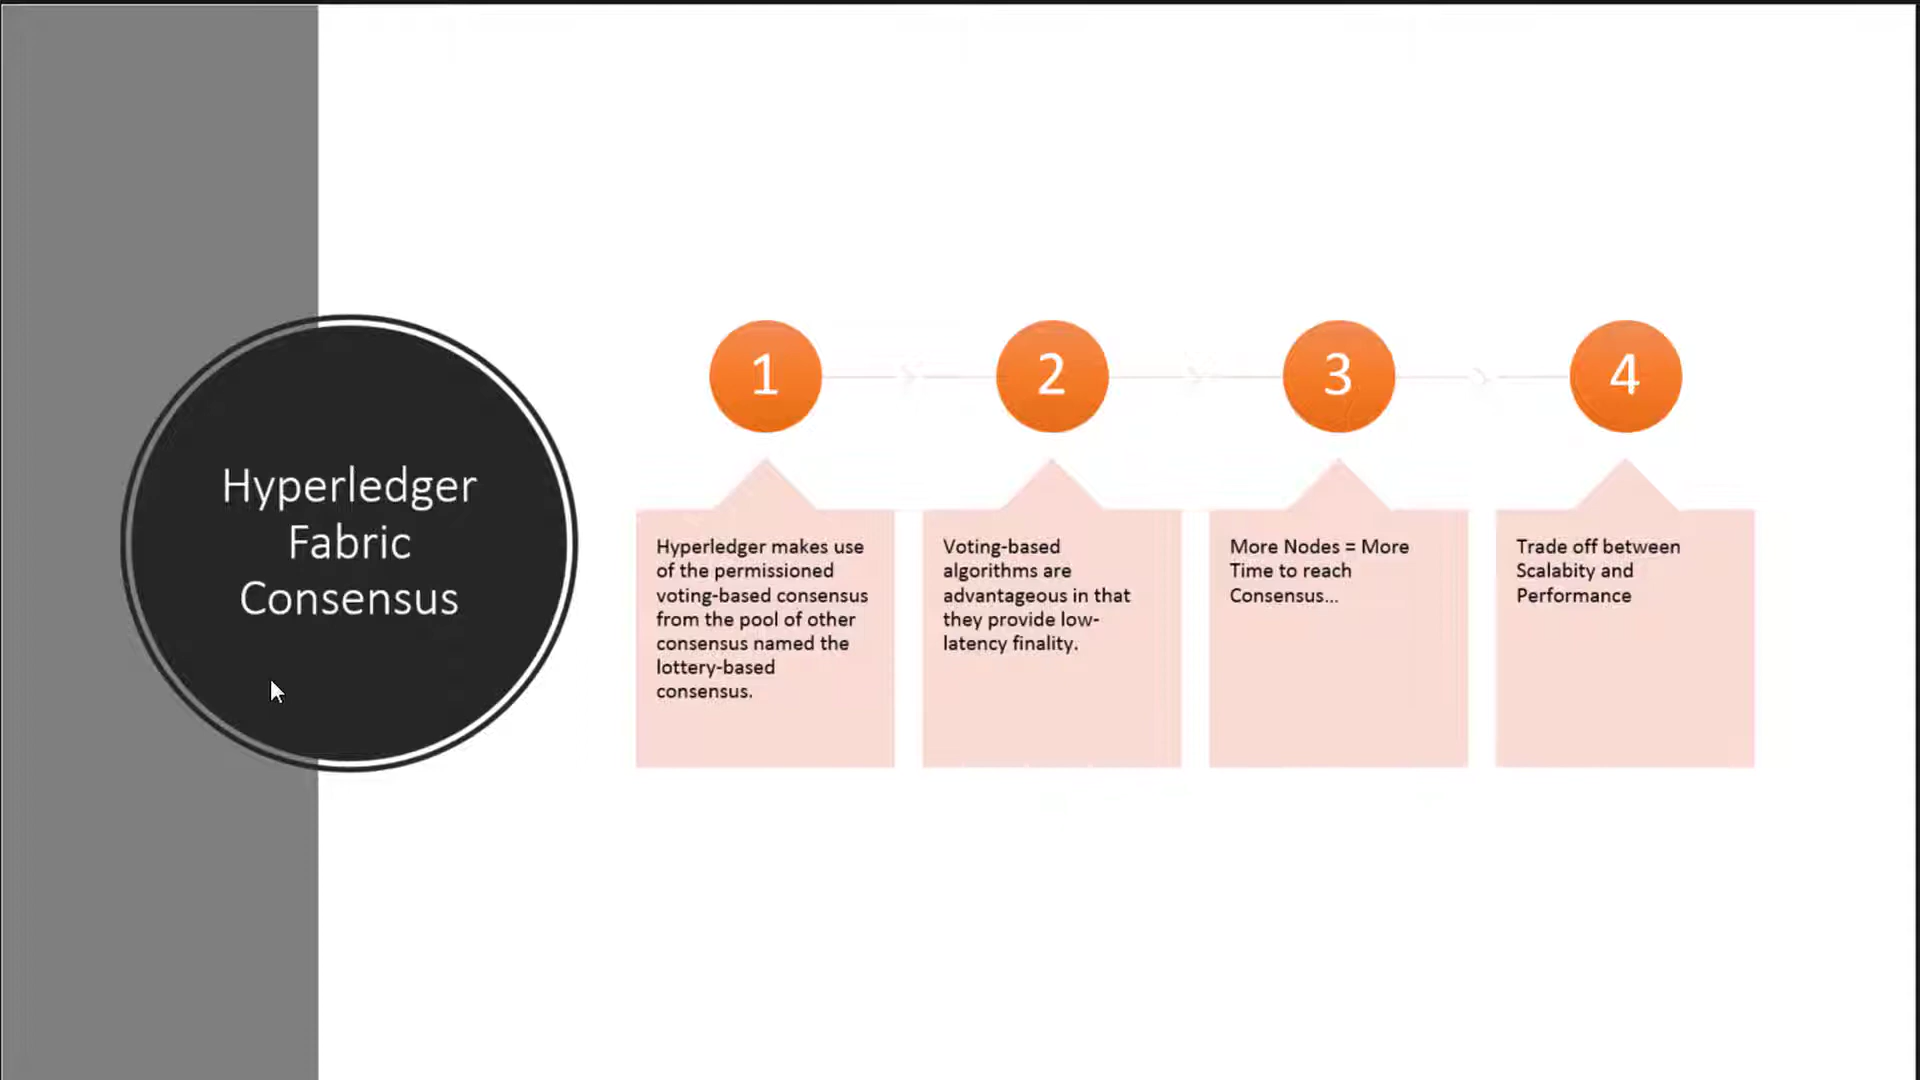 Hyperledger
Fabric
Consensus
1
Hyperledger makes use
of the permissioned
voting-based consensus
from the pool of other
consensus named the
lottery-based
consensus.
2
Voting-based
algorithms are
advantageous in that
they provide low-
latency finality.
3
More Nodes = More
Time to reach
Consensus...
4
Trade off between
Scalabity and
Performance